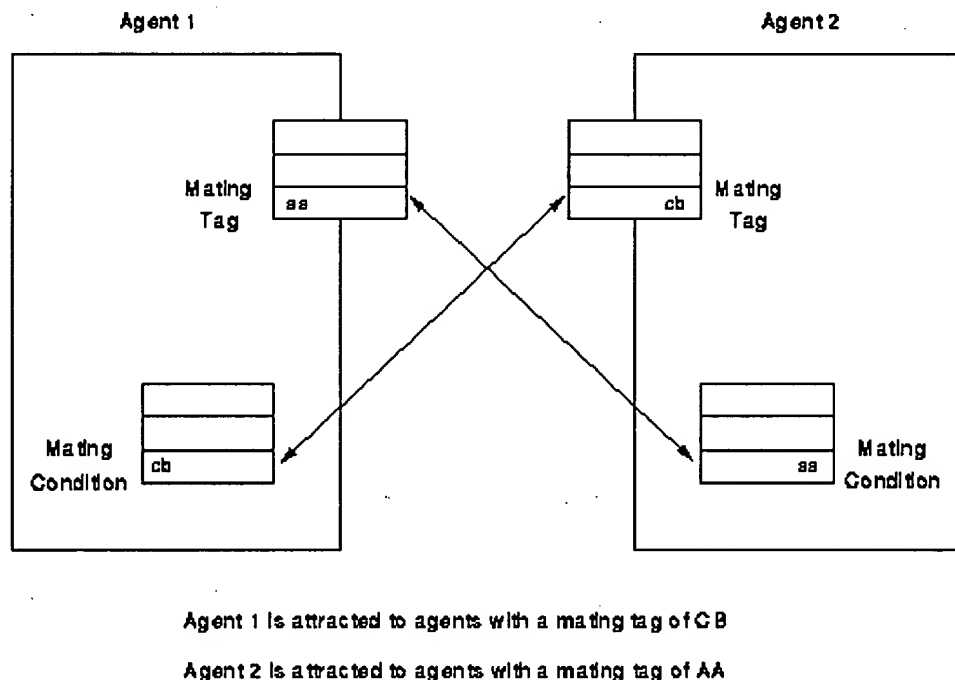 Agent 1
Agent 2
Mating
Tag
aa
cb
Mating
Tag
Mating
Condition
cb
aa
Mating
Condition
Agent 1 is attracted to agents with a mating tag of CB
Agent 2 is attracted to agents with a mating tag of AA